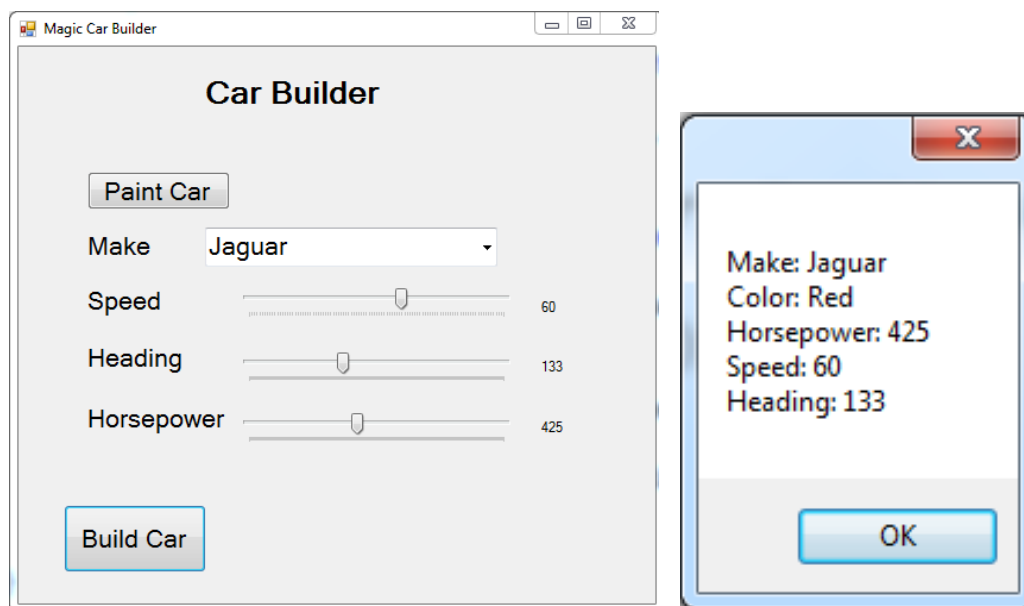 Magic Car Builder
Car Builder
Paint Car
Make Jaguar
Speed 60
Heading 133
Horsepower 425
Build Car
Make: Jaguar
Color: Red
Horsepower: 425
Speed: 60
Heading: 133
OK